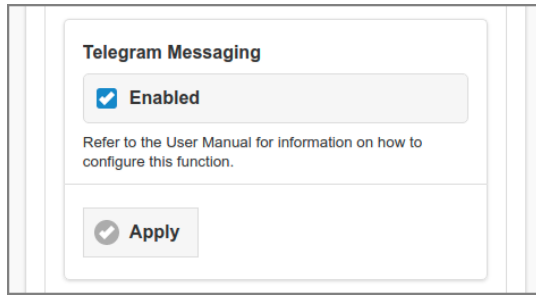 Telegram Messaging
Enabled
Refer to the User Manual for information on how to
configure this function.
Apply